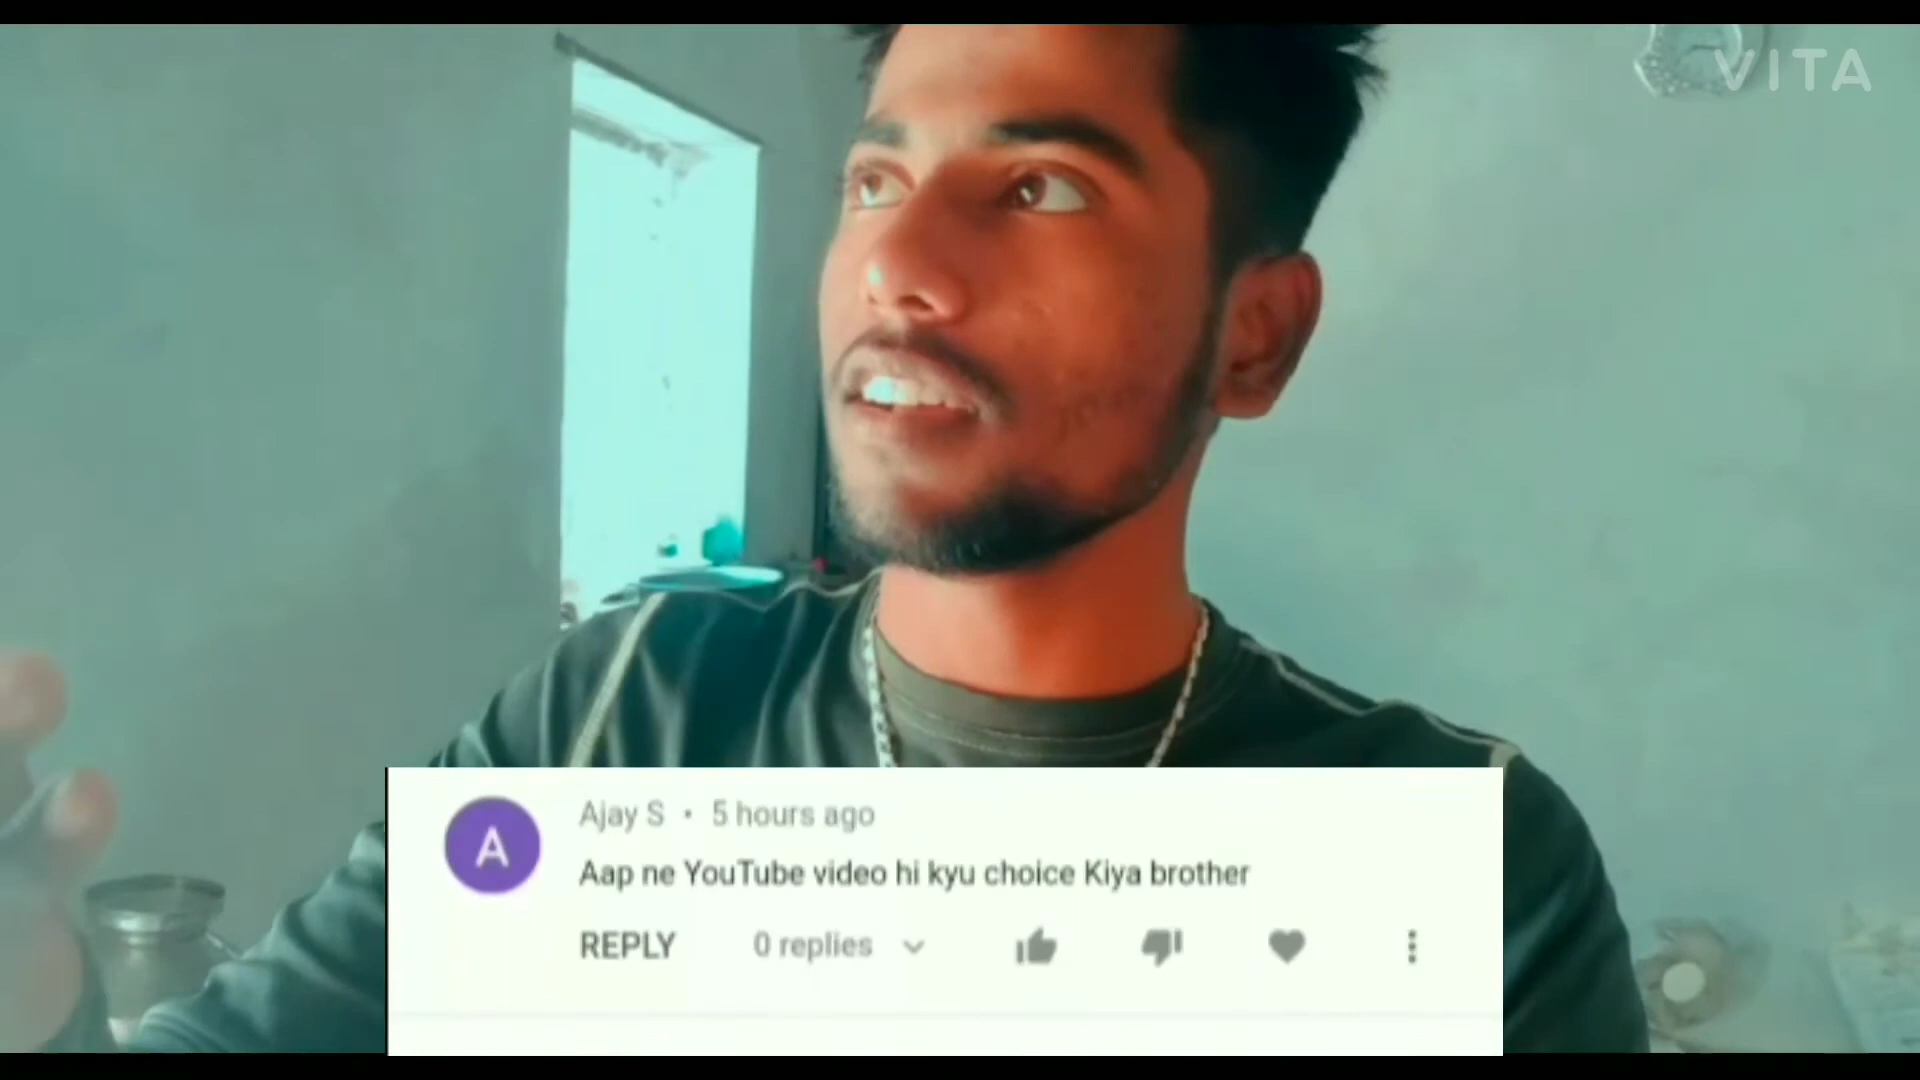 VITA
A
Ajay S • 5 hours ago
Aap ne YouTube video hi kyu choice Kiya brother
REPLY 0 replies